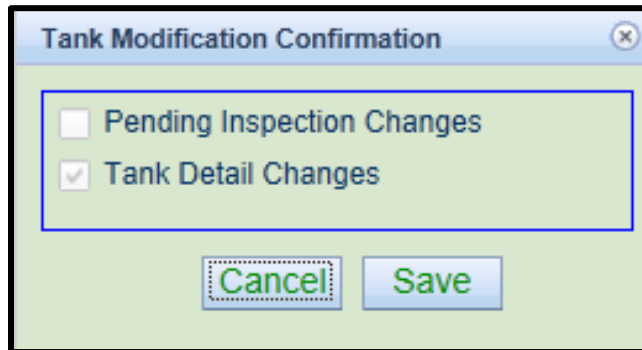 Tank Modification Confirmation
Pending Inspection Changes
Tank Detail Changes
Cancel Save